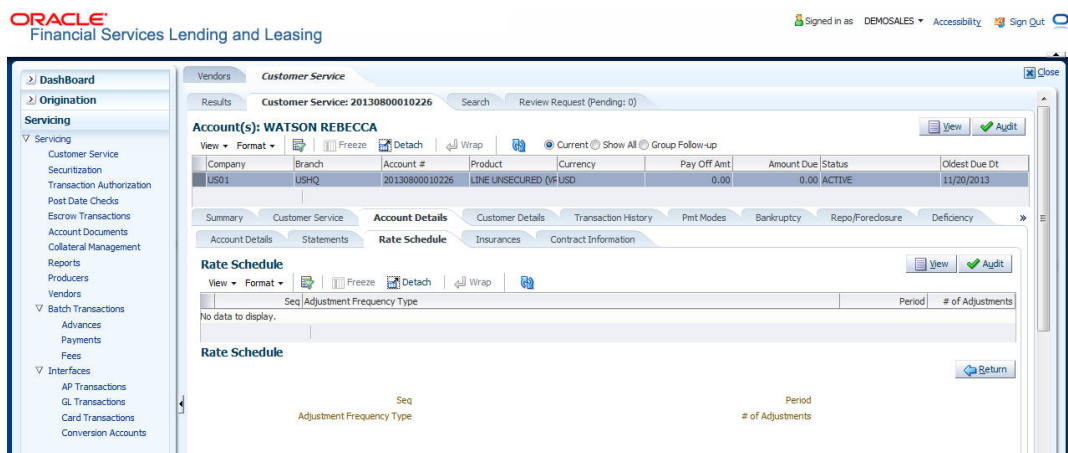 ORACLE
Financial Services Lending and Leasing
Signed in as DEMOSALES Accessibility Sign Out
Close
DashBoard
Origination
Servicing
Servicing
Customer Service
Securitization
Transaction Authorization
Post Date Checks
Escrow Transactions
Account Documents
Collateral Management
Reports
Producers
Vendors
Batch Transactions
Advances
Payments
Fees
Interfaces
AP Transactions
GL Transactions
Card Transactions
Conversion Accounts
Vendors Customer Service
Results Customer Service: 20130800010226 Search Review Request (Pending: 0)
Account(s): WATSON REBECCA
View Audit
View Format Freeze Detach Wrap Current Show All Group Follow-up
Company Branch Account # Product Currency Pay Off Amt Amount Due Status Oldest Due Dt
US01 USHQ 20130800010226 LINE UNSECURED (VR USD 0.00 0.00 ACTIVE 11/20/2013
Summary Customer Service Account Details Customer Details Transaction History Pmt Modes Bankruptcy Repo/Foredosure Deficiency »
Account Details Statements Rate Schedule Insurances Contract Information
Rate Schedule
View Audit
View Format Freeze Detach Wrap
Seq Adjustment Frequency Type Period # of Adjustments
No data to display.
Rate Schedule
Return
Seq Period
Adjustment Frequency Type # of Adjustments